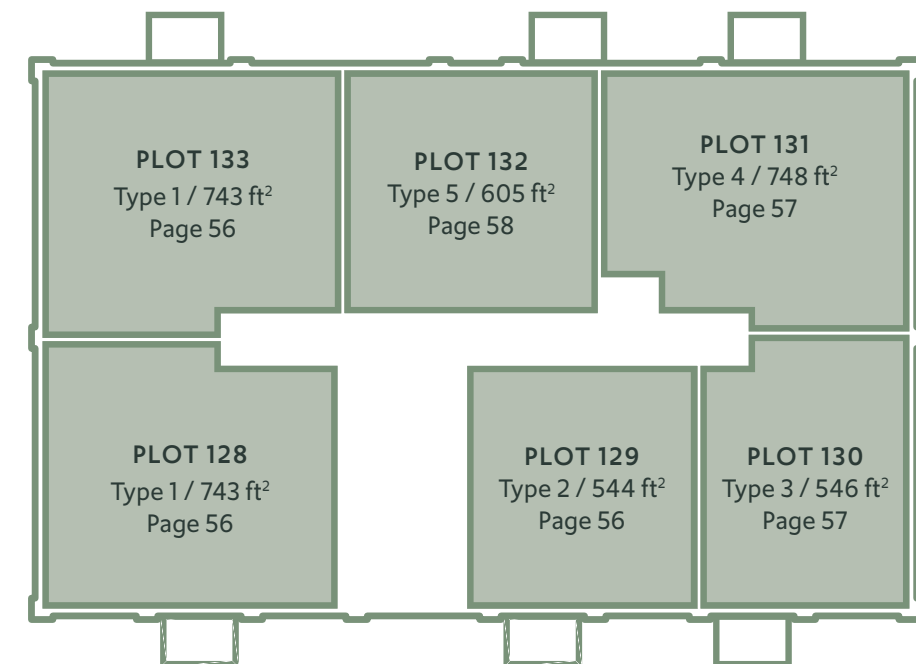 PLOT 133
Type 1 / 743 ft²
Page 56
PLOT 132
Type 5 / 605 ft²
Page 58
PLOT 131
Type 4 / 748 ft²
Page 57
PLOT 128
Type 1 / 743 ft²
Page 56
PLOT 129
Type 2 / 544 ft²
Page 56
PLOT 130
Type 3 / 546 ft²
Page 57